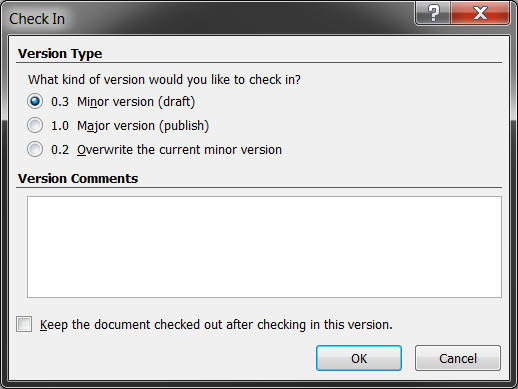 Check In
Version Type
What kind of version would you like to check in?
0.3 Minor version (draft)
1.0 Major version (publish)
0.2 Overwrite the current minor version
Version Comments
Keep the document checked out after checking in this version.
OK Cancel